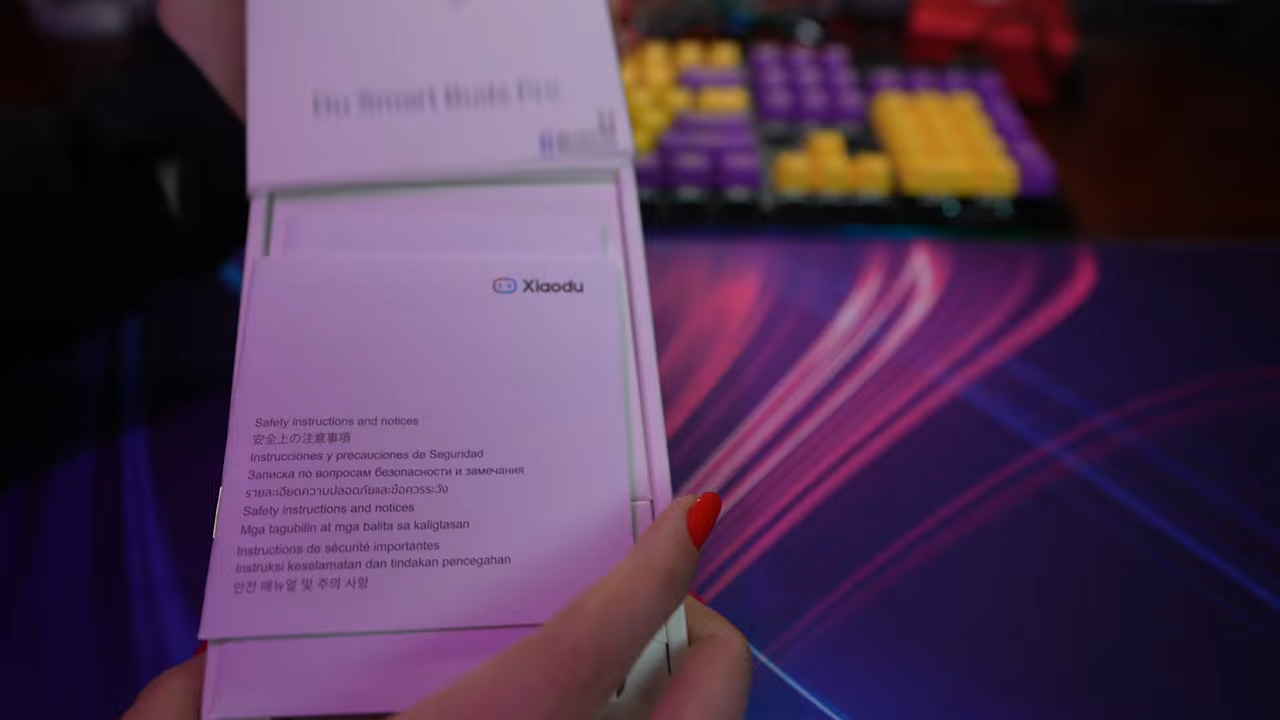 Du Smart Buds Pro
Xiaodu
Safety instructions and notices
安全上の注意事項
Instrucciones y precauciones de Seguridad
Записка по вопросам безопасности и замечания
รายละเอียดความปลอดภัยและข้อควรระวัง
Safety instructions and notices
Mga tagubilin at mga balita sa kaligtasan
Instructions de sécurité importantes
Instruksi keselamatan dan tindakan pencegahan
안전 매뉴얼 및 주의 사항